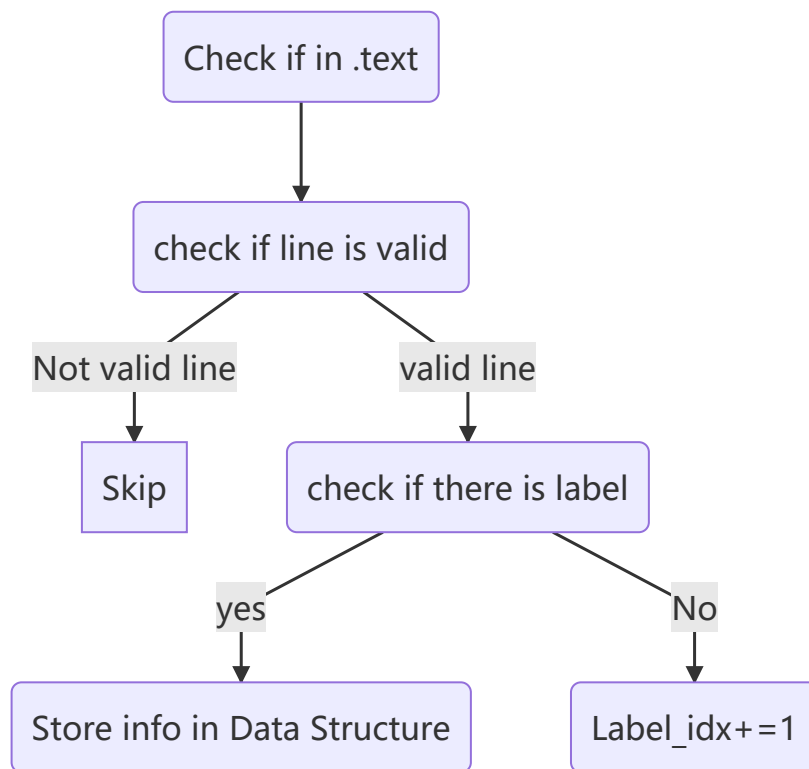 Check if in .text
check if line is valid
Not valid line
valid line
Skip
check if there is label
yes
No
Store info in Data Structure
Label_idx+=1